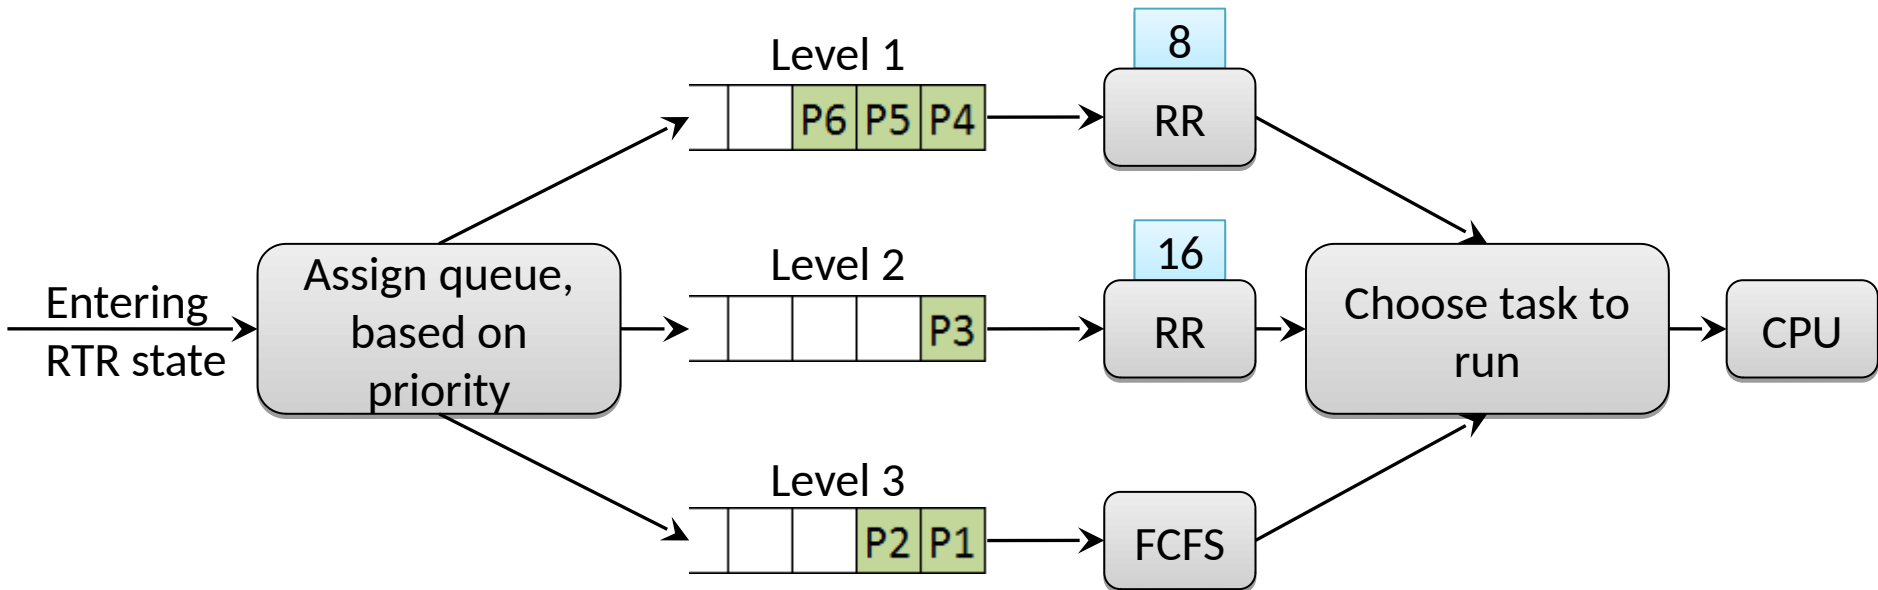 Level 1
8
P6 P5 P4
RR
Entering
RTR state
Assign queue,
based on
priority
Level 2
16
P3
RR
Choose task to
run
CPU
Level 3
P2 P1
FCFS